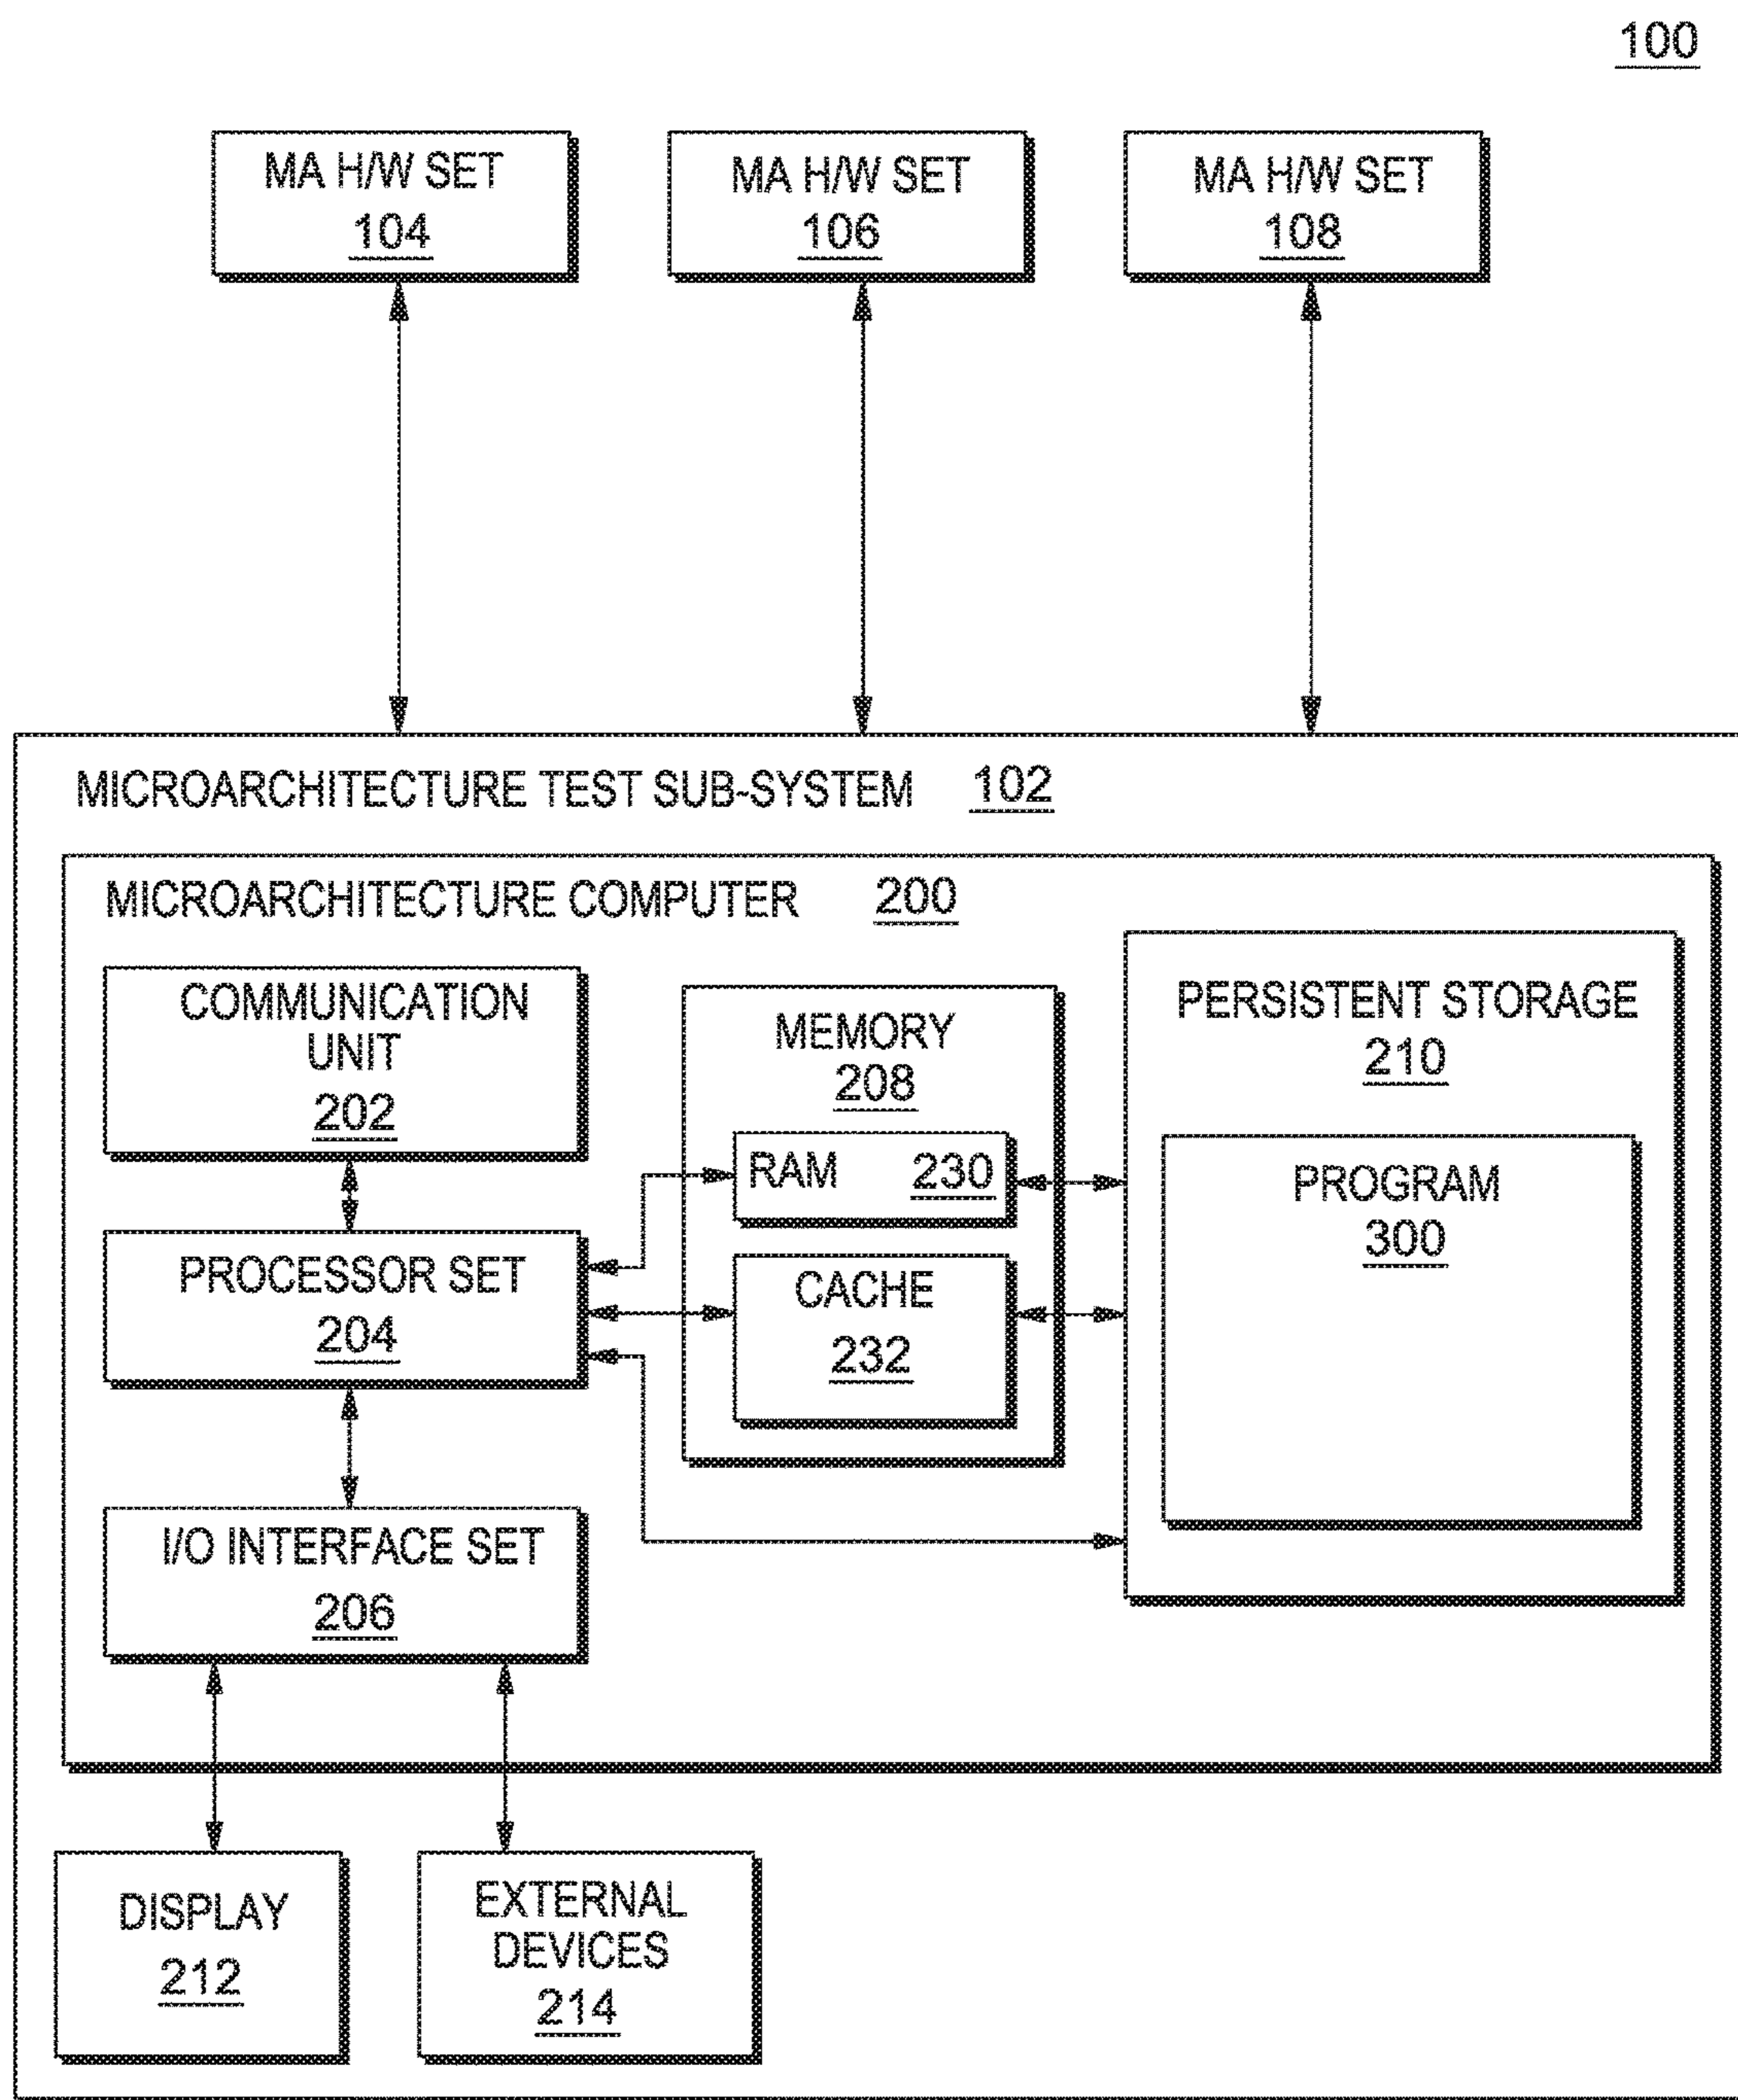 100
MA H/W SET
104
MA H/W SET
106
MA H/W SET
108
MICROARCHITECTURE TEST SUB-SYSTEM 102
MICROARCHITECTURE COMPUTER 200
COMMUNICATION
UNIT
202
PROCESSOR SET
204
I/O INTERFACE SET
206
MEMORY
208
RAM 230
CACHE
232
PERSISTENT STORAGE
210
PROGRAM
300
DISPLAY
212
EXTERNAL
DEVICES
214